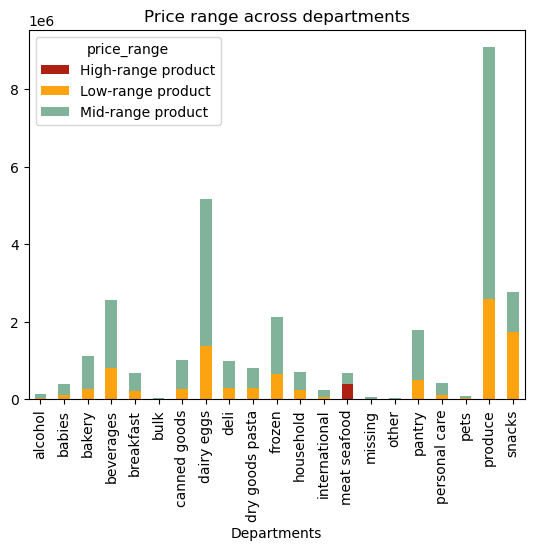 Price range across departments
1e6
price_range
High-range product
Low-range product
Mid-range product
8
6
4
2
0
alcohol
babies
bakery
beverages
breakfast
bulk
canned goods
dairy eggs
deli
dry goods pasta
frozen
household
international
meat seafood
missing
other
pantry
personal care
pets
produce
snacks
Departments